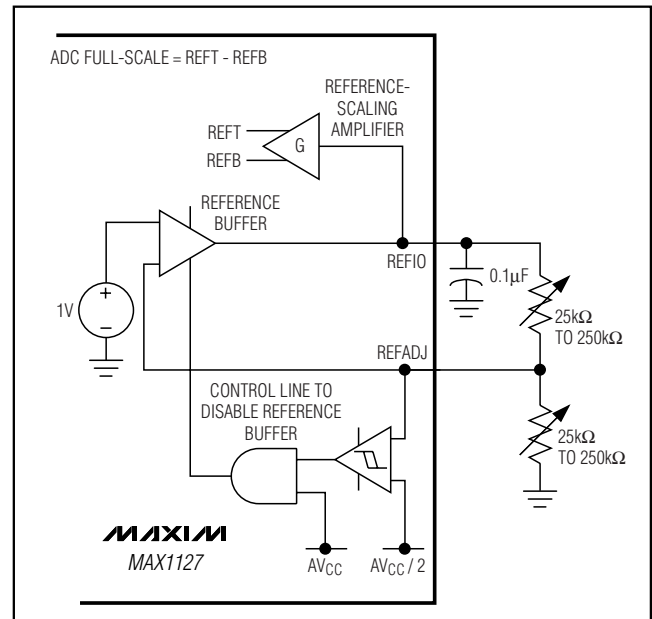 ADC FULL-SCALE = REFT - REFB
REFERENCE-
SCALING
AMPLIFIER
REFT
REFB
G
REFERENCE
BUFFER
REFIO
0.1µF
25kΩ
TO 250kΩ
1V
+
−
REFADJ
CONTROL LINE TO
DISABLE REFERENCE
BUFFER
25kΩ
TO 250kΩ
MAXIM
MAX1127
AVCC
AVCC / 2